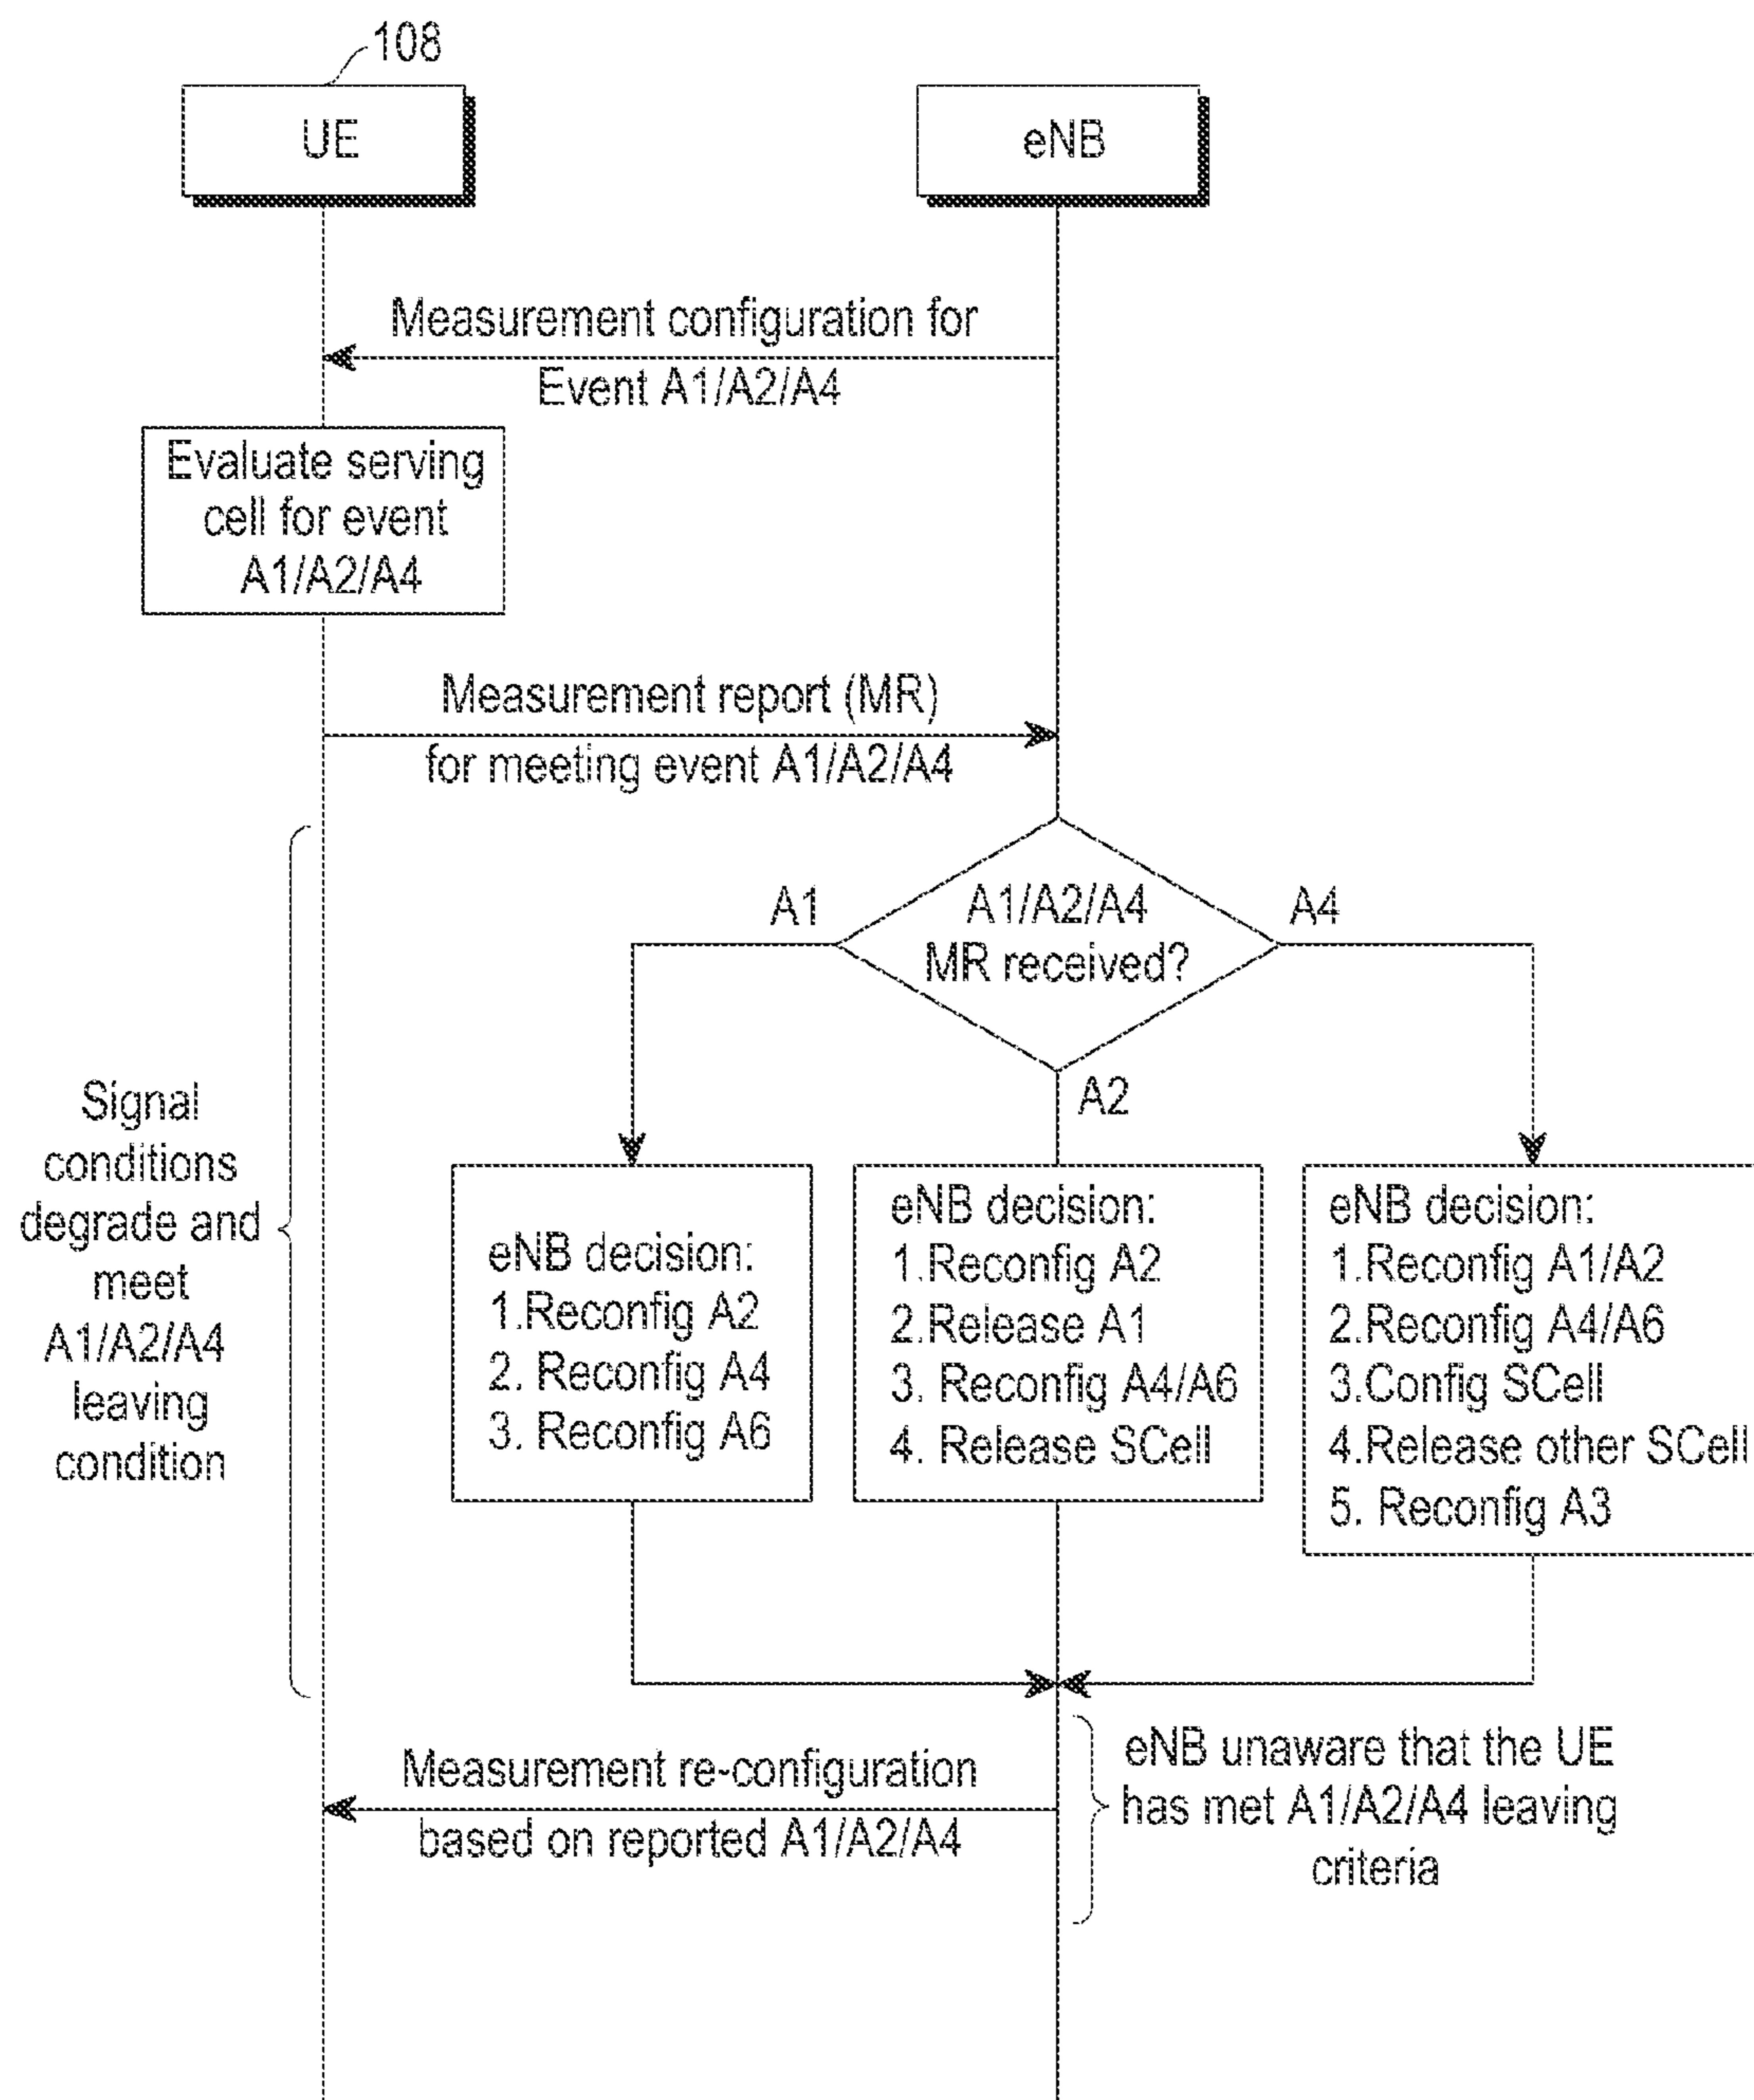 108
UE
eNB
Measurement configuration for
Event A1/A2/A4
Evaluate serving
cell for event
A1/A2/A4
Measurement report (MR)
for meeting event A1/A2/A4
A1
A1/A2/A4
MR received?
A4
A2
Signal
conditions
degrade and
meet
A1/A2/A4
leaving
condition
eNB decision:
1.Reconfig A2
2. Reconfig A4
3. Reconfig A6
eNB decision:
1.Reconfig A2
2.Release A1
3. Reconfig A4/A6
4. Release SCell
eNB decision:
1.Reconfig A1/A2
2.Reconfig A4/A6
3.Config SCell
4.Release other SCell
5. Reconfig A3
Measurement re-configuration
based on reported A1/A2/A4
eNB unaware that the UE
has met A1/A2/A4 leaving
criteria